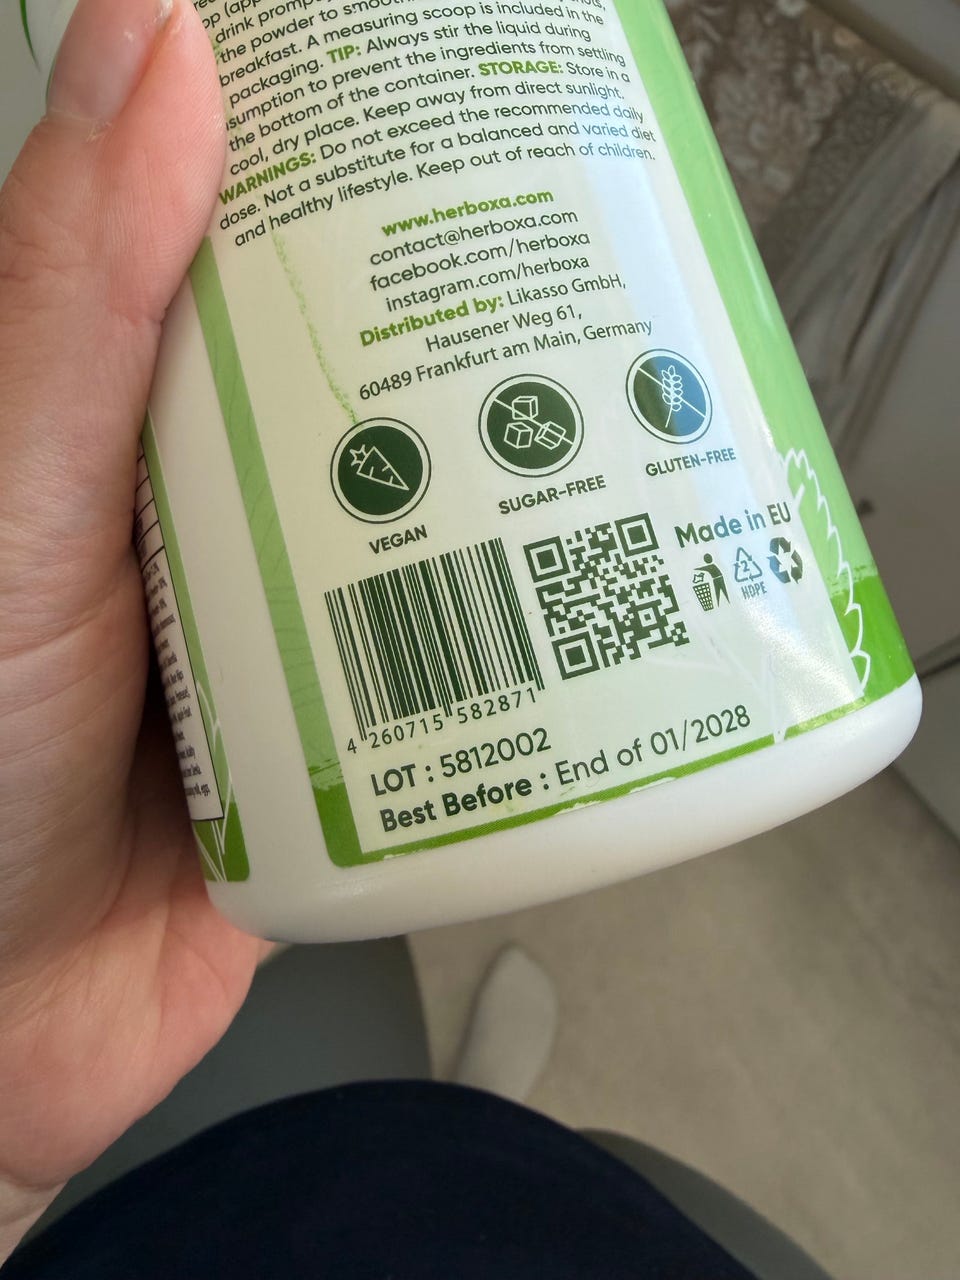 drink
the powder to
breakfast. A measuring scoop is included in the
packaging. TIP: Always stir the liquid during
to prevent the ingredients from settling
the bottom of the container. STORAGE: Store in a
cool, dry place. Keep away from direct sunlight.
WARNINGS: Do not exceed the recommended daily
dose. Not a substitute for a balanced and varied diet
and healthy lifestyle. Keep out of reach of children.
www.herboxa.com
contact@herboxa.com
facebook.com/herboxa
instagram.com/herboxa
Distributed by: Likasso GmbH,
Hausener Weg 61,
60489 Frankfurt am Main, Germany
VEGAN
SUGAR-FREE
GLUTEN-FREE
Made in EU
2
HDPE
4 260715 582871
LOT : 5812002
Best Before : End of 01/2028